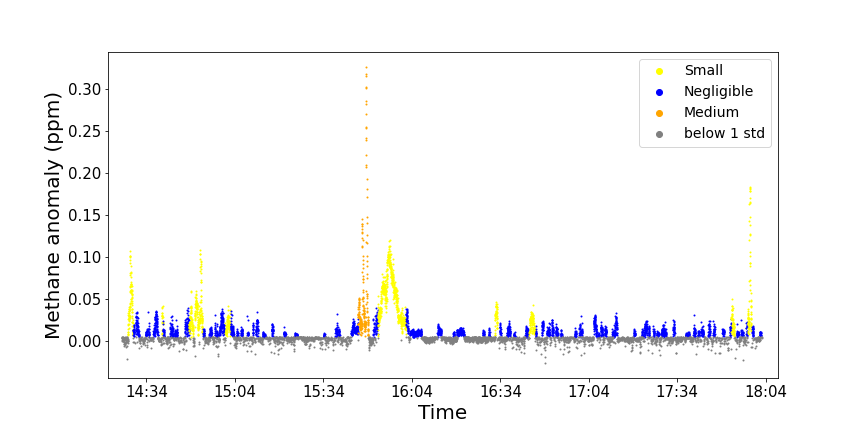 Small
Negligible
Medium
below 1 std
Methane anomaly (ppm)
0.30
0.25
0.20
0.15
0.10
0.05
0.00
14:34 15:04 15:34 16:04 16:34 17:04 17:34 18:04
Time